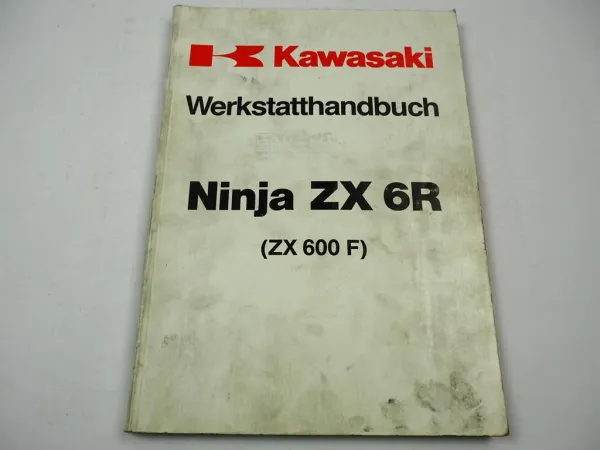 Kawasaki
Werkstatthandbuch
Ninja ZX 6R
(ZX 600 F)